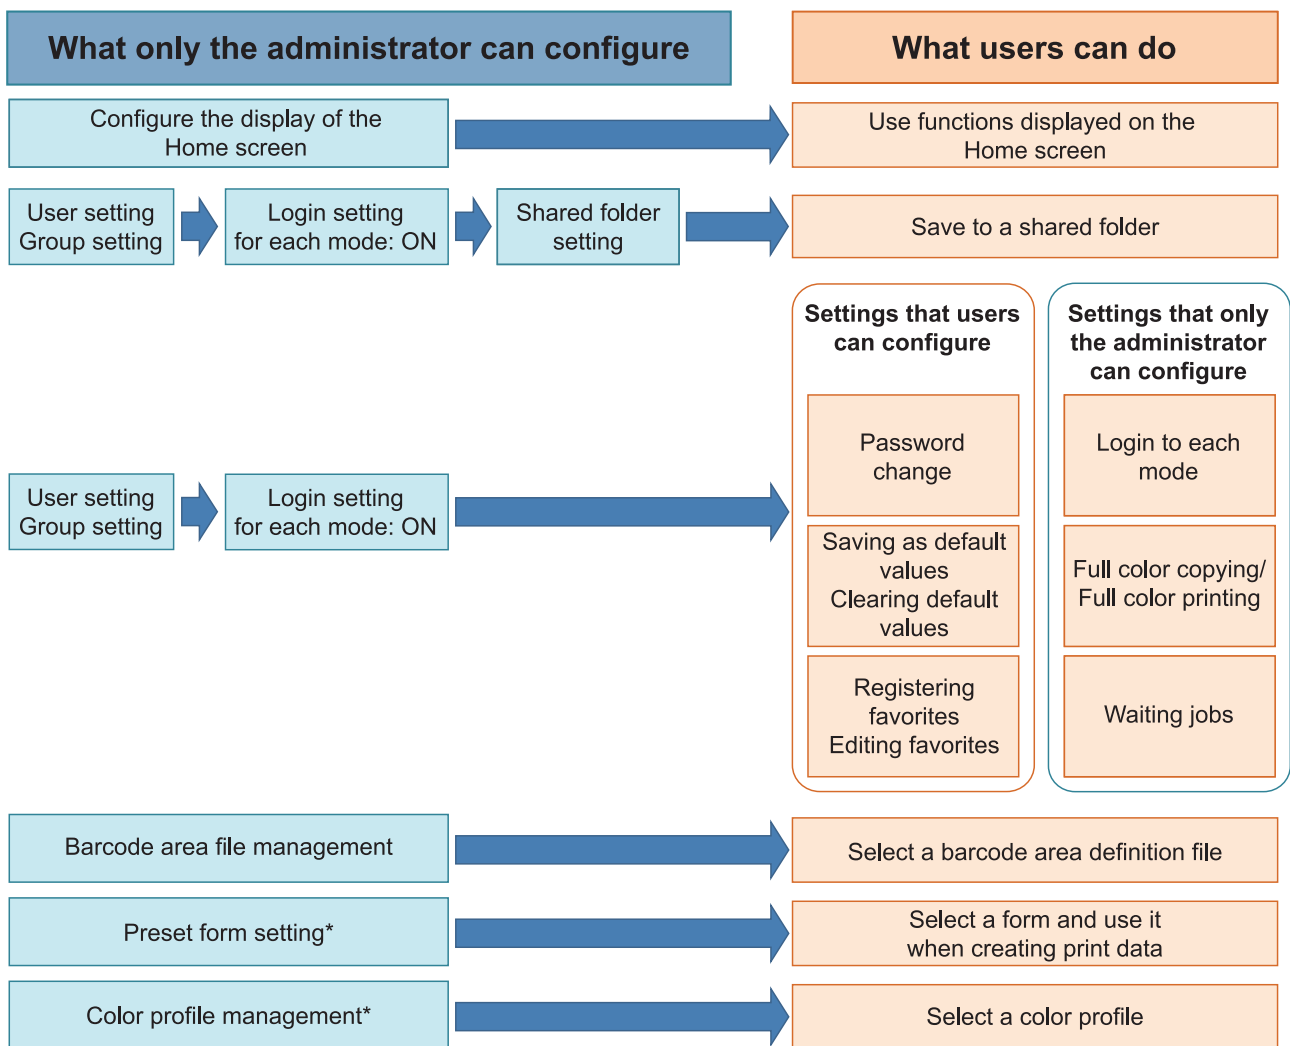 What only the administrator can configure
What users can do
Configure the display of the
Home screen
Use functions displayed on the
Home screen
User setting
Group setting
Login setting
for each mode: ON
Shared folder
setting
Save to a shared folder
Settings that users
can configure
Settings that only
the administrator
can configure
User setting
Group setting
Login setting
for each mode: ON
Password
change
Login to each
mode
Saving as default
values
Clearing default
values
Full color copying/
Full color printing
Registering
favorites
Editing favorites
Waiting jobs
Barcode area file management
Select a barcode area definition file
Preset form setting*
Select a form and use it
when creating print data
Color profile management*
Select a color profile